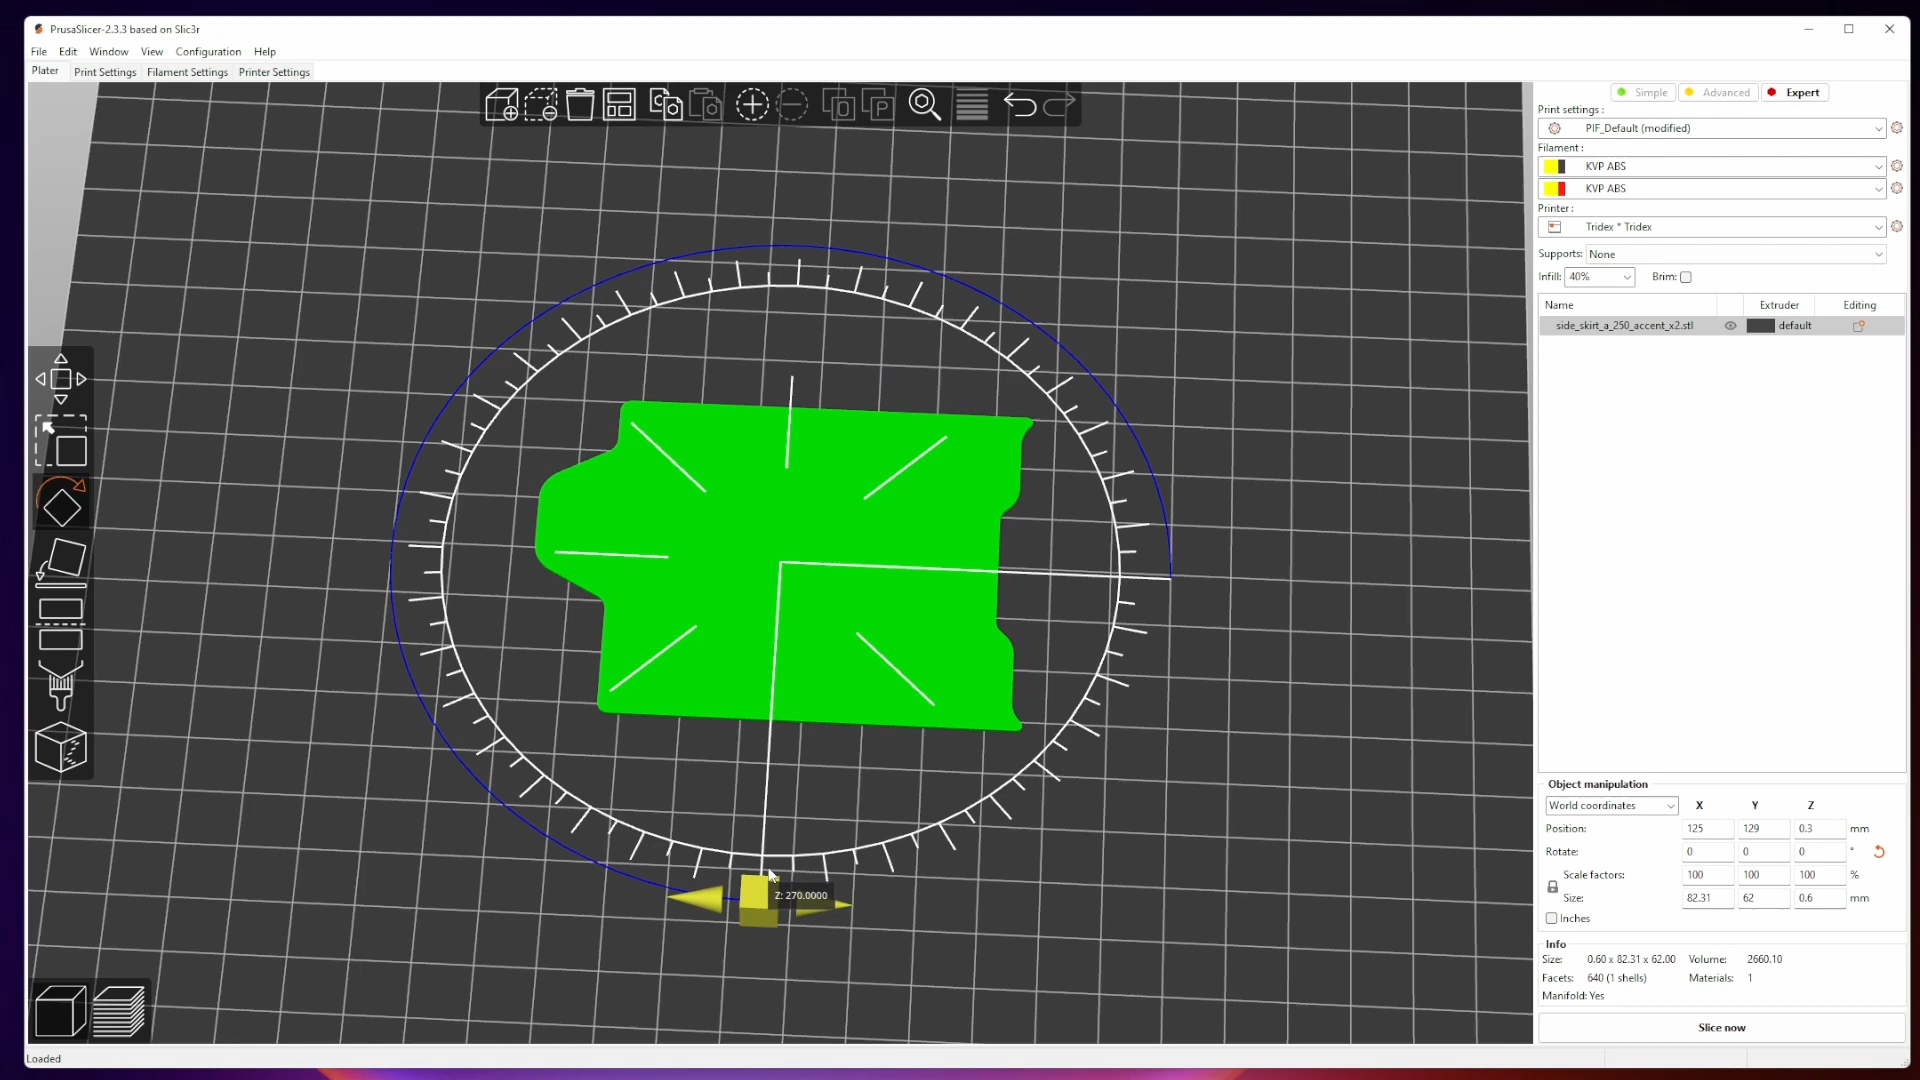 PrusaSlicer-2.3.3 based on Slic3r
File Edit Window View Configuration Help
Plater Print Settings Filament Settings Printer Settings
Simple Advanced Expert
Print settings :
PIF_Default (modified)
Filament :
KVP ABS
KVP ABS
Printer :
Tridex * Tridex
Supports: None
Infill: 40% Brim:
Name Extruder Editing
side_skirt_a_250_accent_x2.stl default
P
Z: 270.0000
Object manipulation
World coordinates X Y Z
Position: 125 129 0.3 mm
Rotate: 0 0 0 °
Scale factors: 100 100 100 %
Size: 82.31 62 0.6 mm
Inches
Info
Size: 0.60 x 82.31 x 62.00 Volume: 2660.10
Facets: 640 (1 shells) Materials: 1
Manifold: Yes
Slice now
Loaded